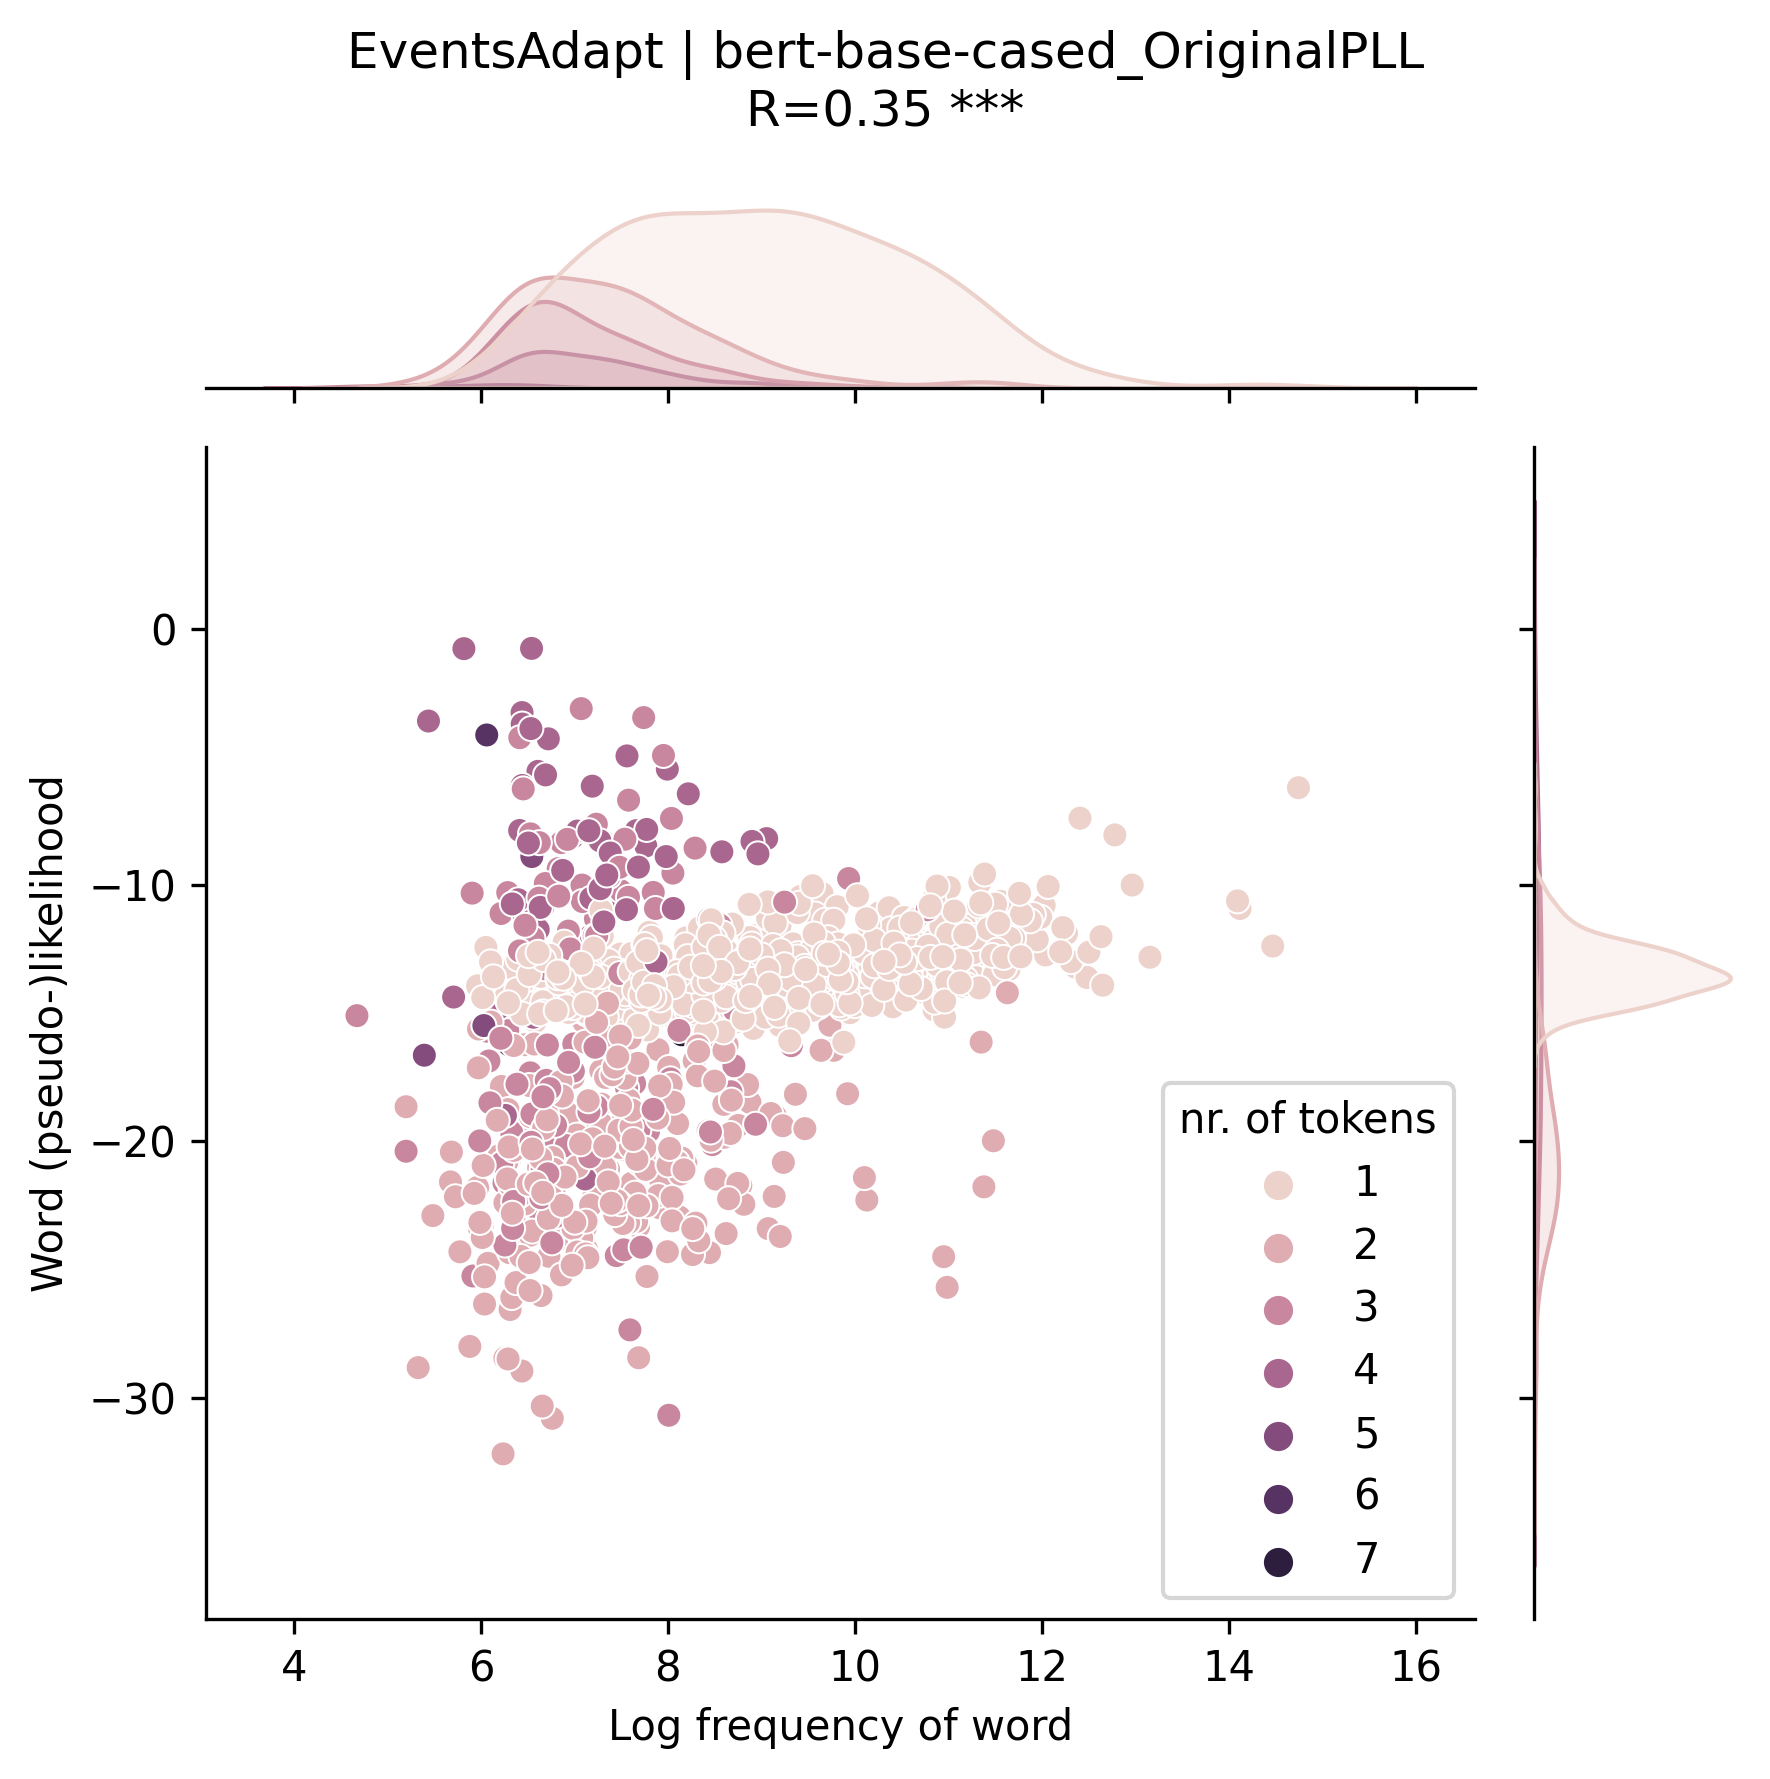 EventsAdapt | bert-base-cased_OriginalPLL
R=0.35 ***
Word (pseudo-)likelihood
0
−10
−20
−30
nr. of tokens
1
2
3
4
5
6
7
4 6 8 10 12 14 16
Log frequency of word